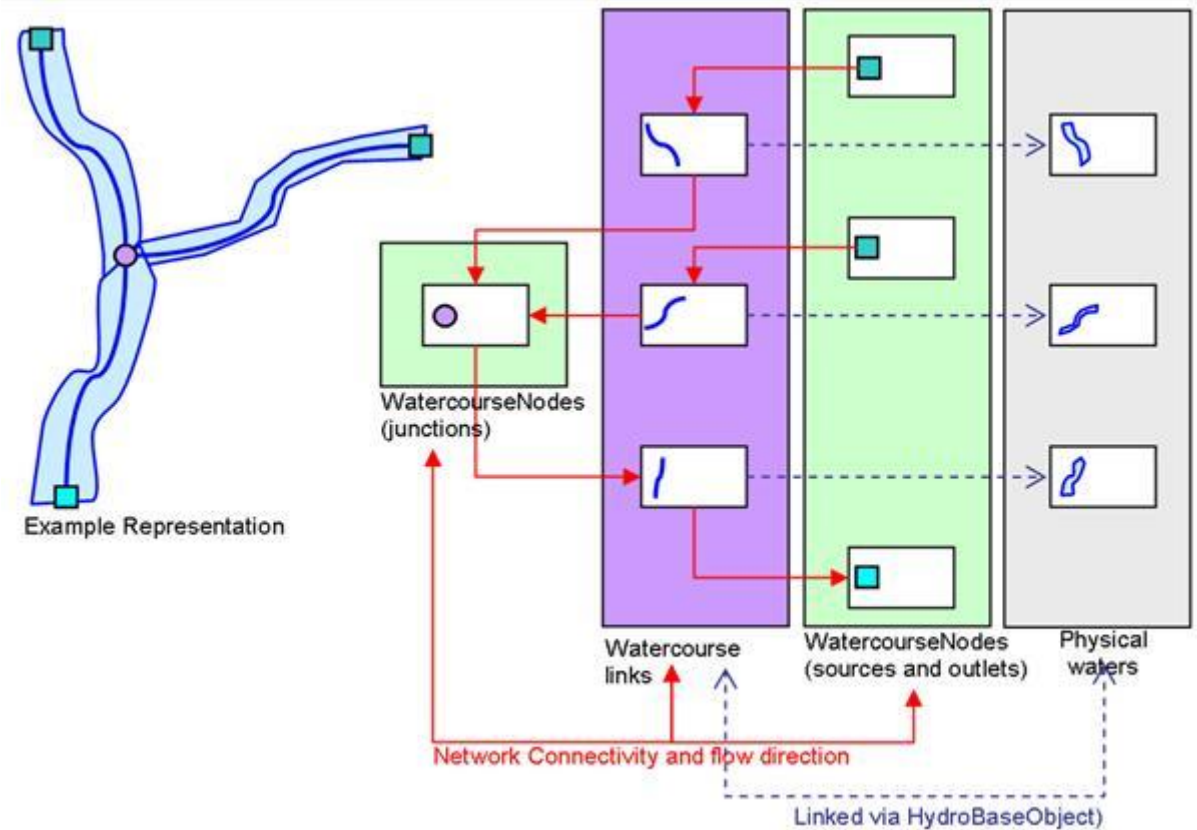 Example Representation
WatercourseNodes
(junctions)
Watercourse
links
WatercourseNodes
(sources and outlets)
Physical
waters
Network Connectivity and flow direction
Linked via HydroBaseObject)